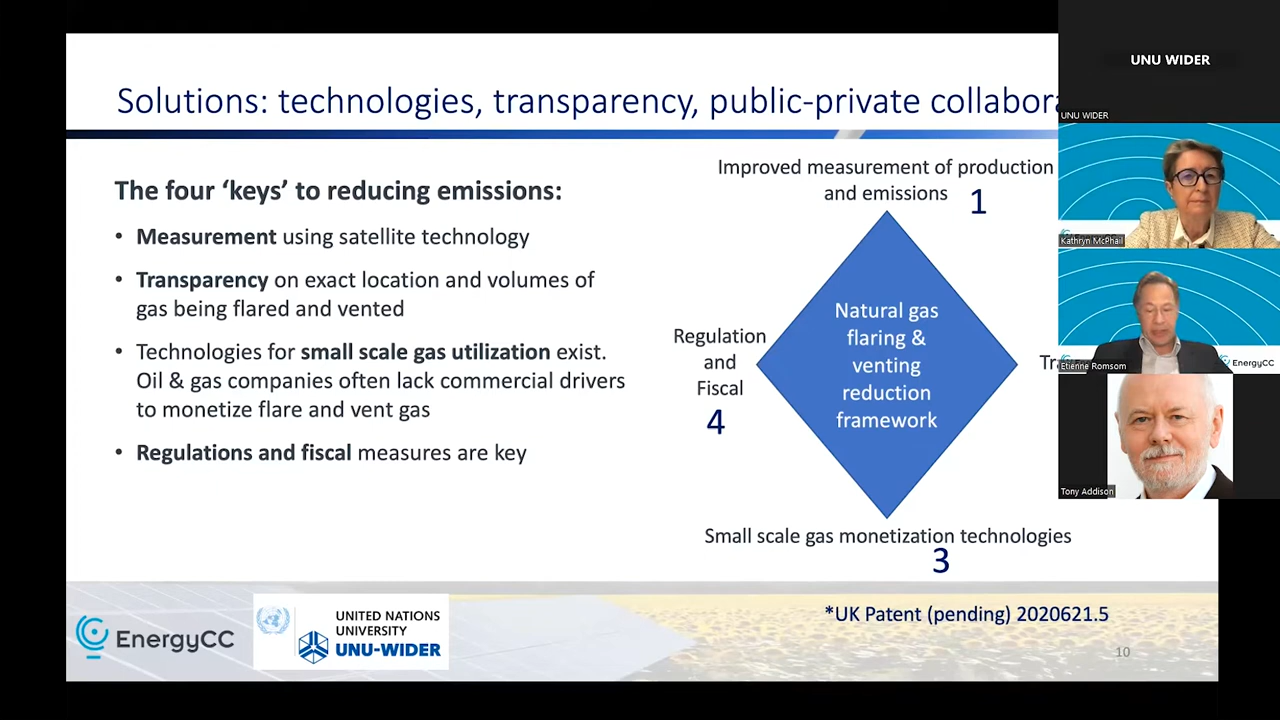 Solutions: technologies, transparency, public-private
The four ‘keys’ to reducing emissions:
• Measurement using satellite technology
• Transparency on exact location and volumes of
gas being flared and vented
• Technologies for small scale gas utilization exist.
Oil & gas companies often lack commercial drivers
to monetize flare and vent gas
• Regulations and fiscal measures are key
Improved measurement of production
and emissions
1
Natural gas
flaring &
venting
reduction
framework
Regulation
and
Fiscal
4
Small scale gas monetization technologies
3
EnergyCC
UNITED NATIONS
UNIVERSITY
UNU-WIDER
*UK Patent (pending) 2020621.5
10
UNU WIDER
UNU WIDER
Kathryn McPhail
Etienne Romsom
EnergyCC
Tony Addison